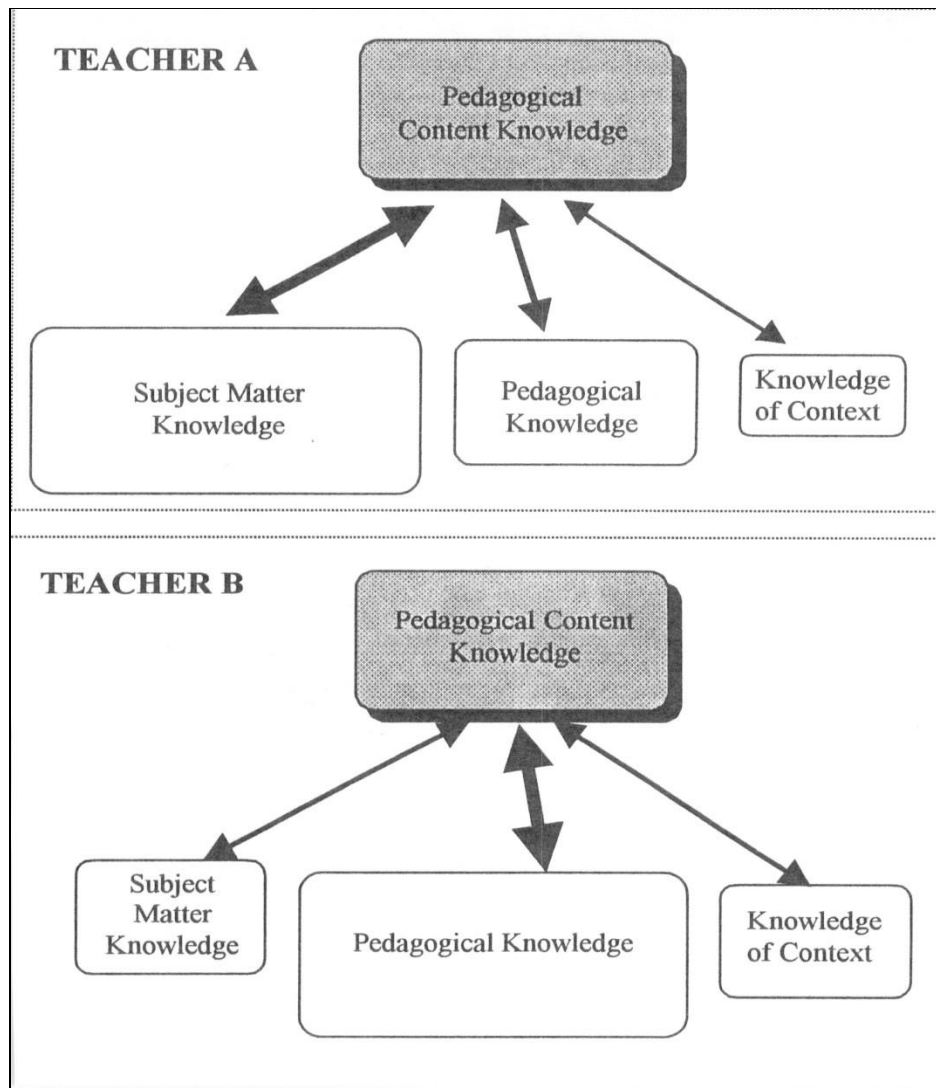 TEACHER A
Pedagogical
Content Knowledge
Subject Matter
Knowledge
Pedagogical
Knowledge
Knowledge
of Context
TEACHER B
Pedagogical Content
Knowledge
Subject
Matter
Knowledge
Pedagogical Knowledge
Knowledge
of Context